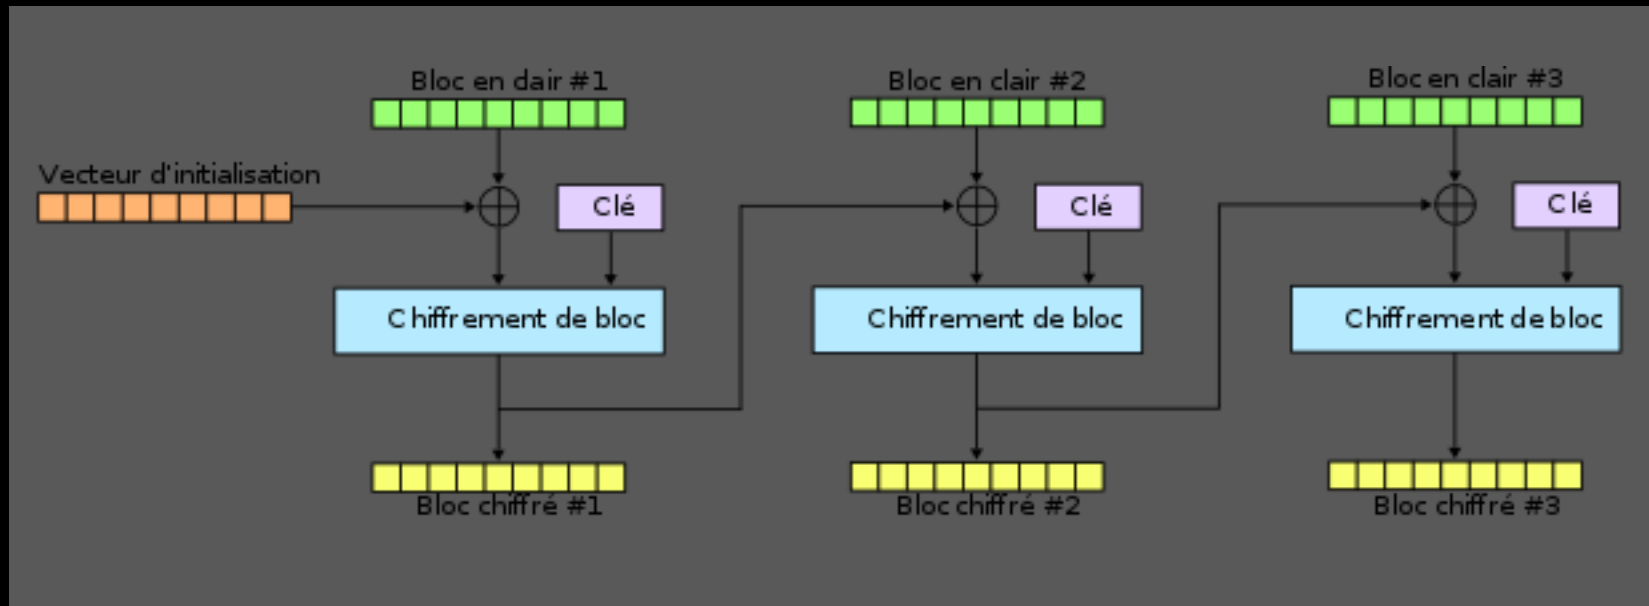 Bloc en clair #1
Bloc en clair #2
Bloc en clair #3
Vecteur d'initialisation
Clé
Clé
Clé
Chiffrement de bloc
Chiffrement de bloc
Chiffrement de bloc
Bloc chiffré #1
Bloc chiffré #2
Bloc chiffré #3